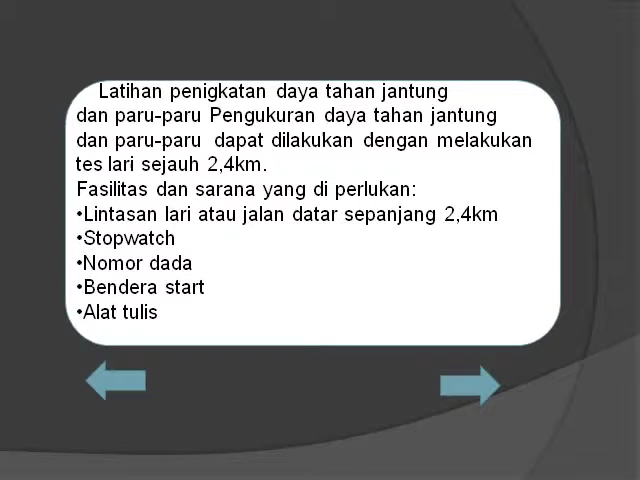 Latihan penigkatan daya tahan jantung
dan paru-paru Pengukuran daya tahan jantung
dan paru-paru dapat dilakukan dengan melakukan
tes lari sejauh 2,4km.
Fasilitas dan sarana yang di perlukan:
•Lintasan lari atau jalan datar sepanjang 2,4km
•Stopwatch
•Nomor dada
•Bendera start
•Alat tulis